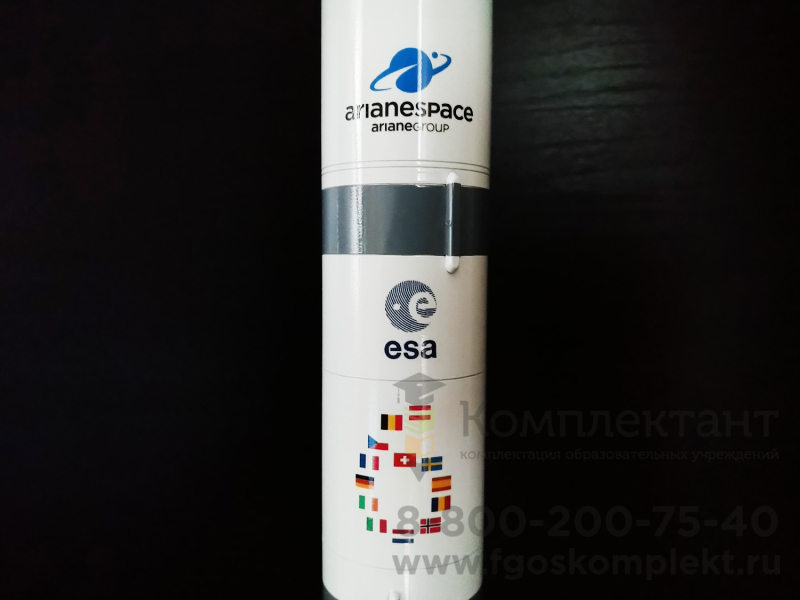 arianespace
arianeGROUP
esa
Комплектант
комплектация образовательных учреждений
8-800-200-75-40
www.fgoskomplekt.ru